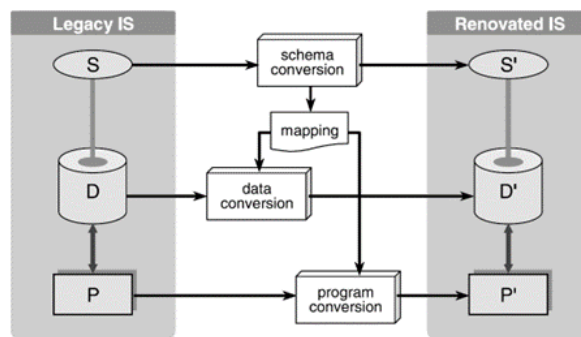 Legacy IS
Renovated IS
S
schema
conversion
S'
mapping
D
data
conversion
D'
P
program
conversion
P'